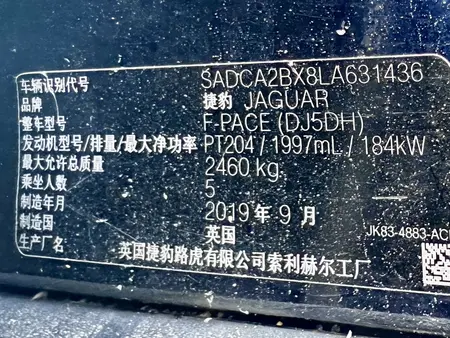 车辆识别代号 SADCA2BX8LA631436
品牌 捷豹 JAGUAR
整车型号 F-PACE (DJ5DH)
发动机型号/排量/最大净功率 PT204 / 1997mL / 184kW
最大允许总质量 2460 kg
乘坐人数 5
制造年月 2019 年 9 月
制造国 英国 JK83-4883-AC
生产厂名/
英国捷豹路虎有限公司索利赫尔工厂